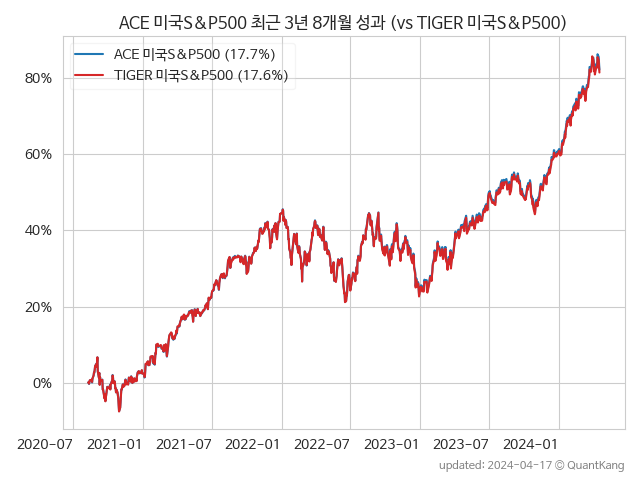 ACE 미국S&P500 최근 3년 8개월 성과 (vs TIGER 미국S&P500)
ACE 미국S&P500 (17.7%)
TIGER 미국S&P500 (17.6%)
80%
60%
40%
20%
0%
2020-07 2021-01 2021-07 2022-01 2022-07 2023-01 2023-07 2024-01
updated: 2024-04-17 © QuantKang